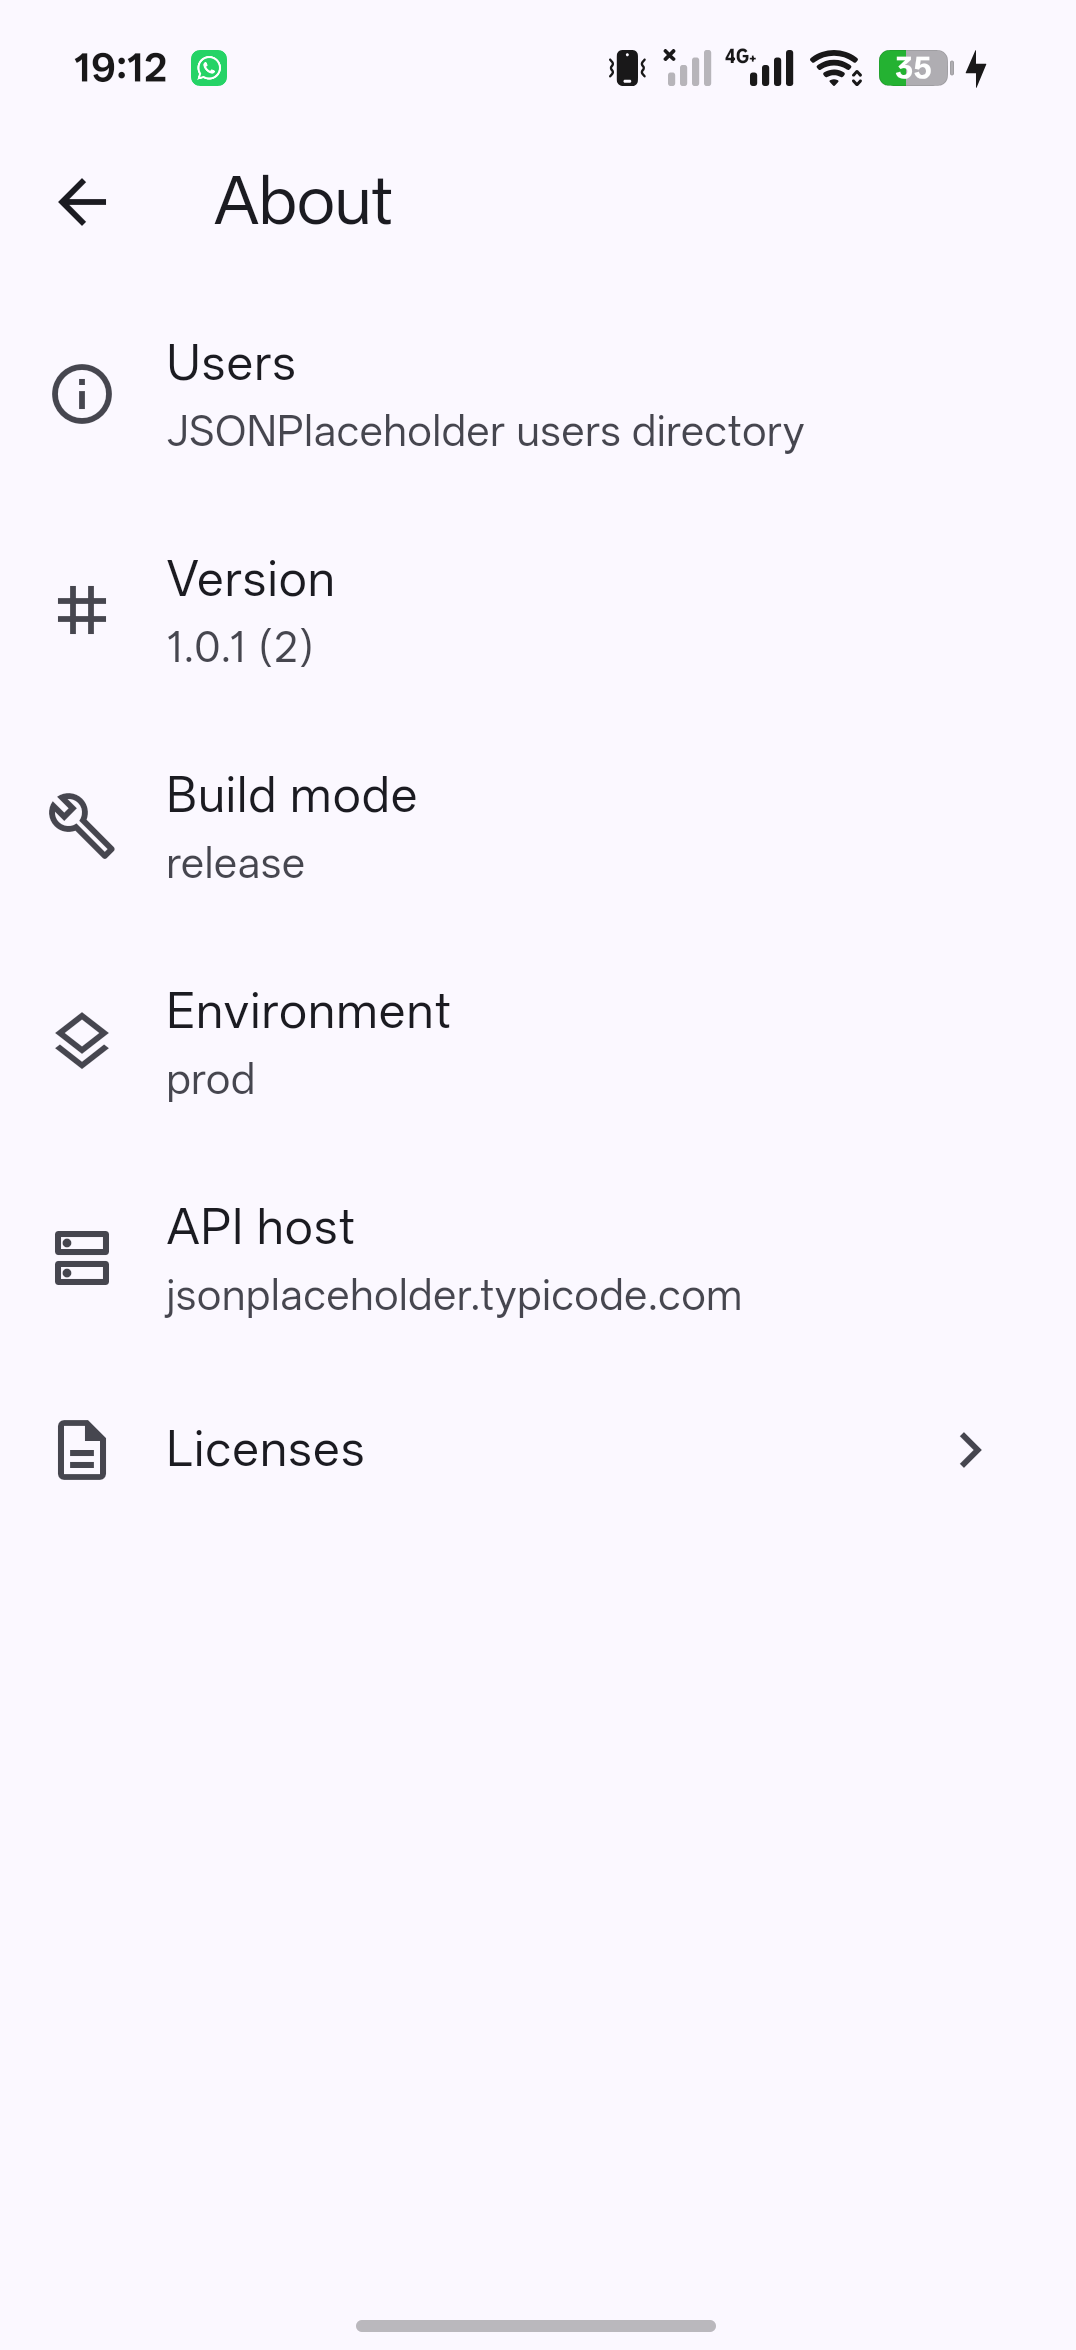 19:12
4G+
35
About
Users
JSONPlaceholder users directory
Version
1.0.1 (2)
Build mode
release
Environment
prod
API host
jsonplaceholder.typicode.com
Licenses